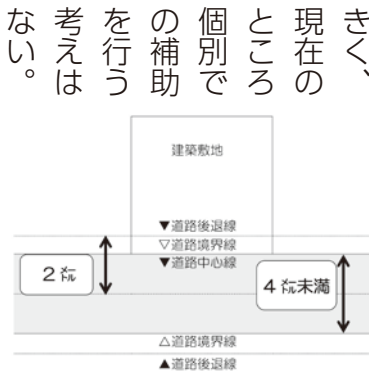 きく、
現在の
ところ
個別で
の補助
を行う
考えは
ない。
建築敷地
▼道路後退線
▽道路境界線
▼道路中心線
2㍍
4㍍未満
△道路境界線
▲道路後退線